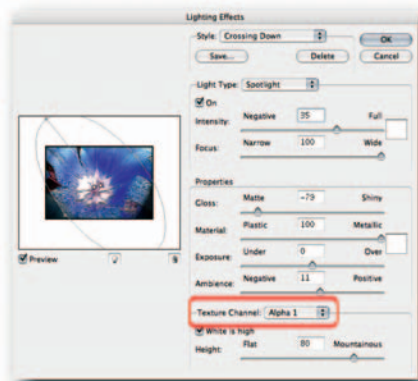 Lighting Effects
Style: Crossing Down
OK
Save... Delete Cancel
Light Type: Spotlight
On
Negative 35 Full
Intensity:
Narrow 100 Wide
Focus:
Properties
Matte -79 Shiny
Gloss:
Plastic 100 Metallic
Material:
Under 0 Over
Exposure:
Negative 11 Positive
Ambience:
Preview
Texture Channel: Alpha 1
White is high
Flat 80 Mountainous
Height: